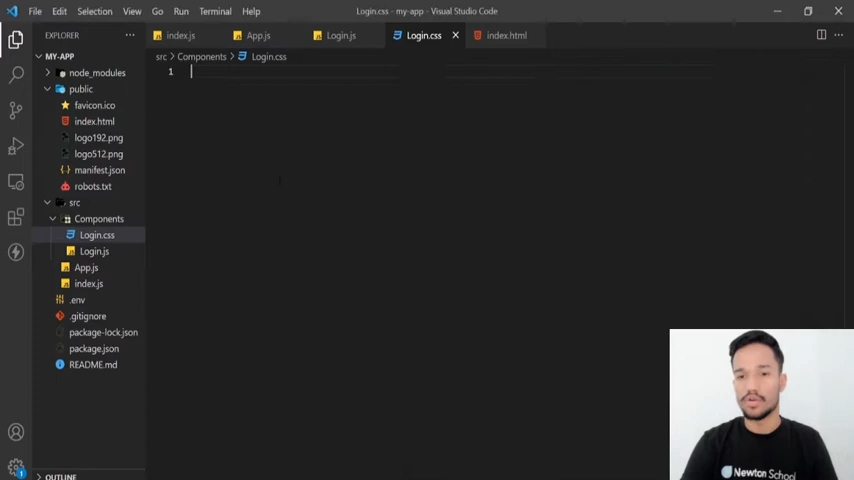 File Edit Selection View Go Run Terminal Help
Login.css - my-app - Visual Studio Code
EXPLORER
index.js
App.js
Login.js
Login.css
index.html
MY-APP
src > Components > Login.css
1
node_modules
public
favicon.ico
index.html
logo192.png
logo512.png
manifest.json
robots.txt
src
Components
Login.css
Login.js
App.js
index.js
.env
.gitignore
package-lock.json
package.json
README.md
OUTLINE
1
Newton School